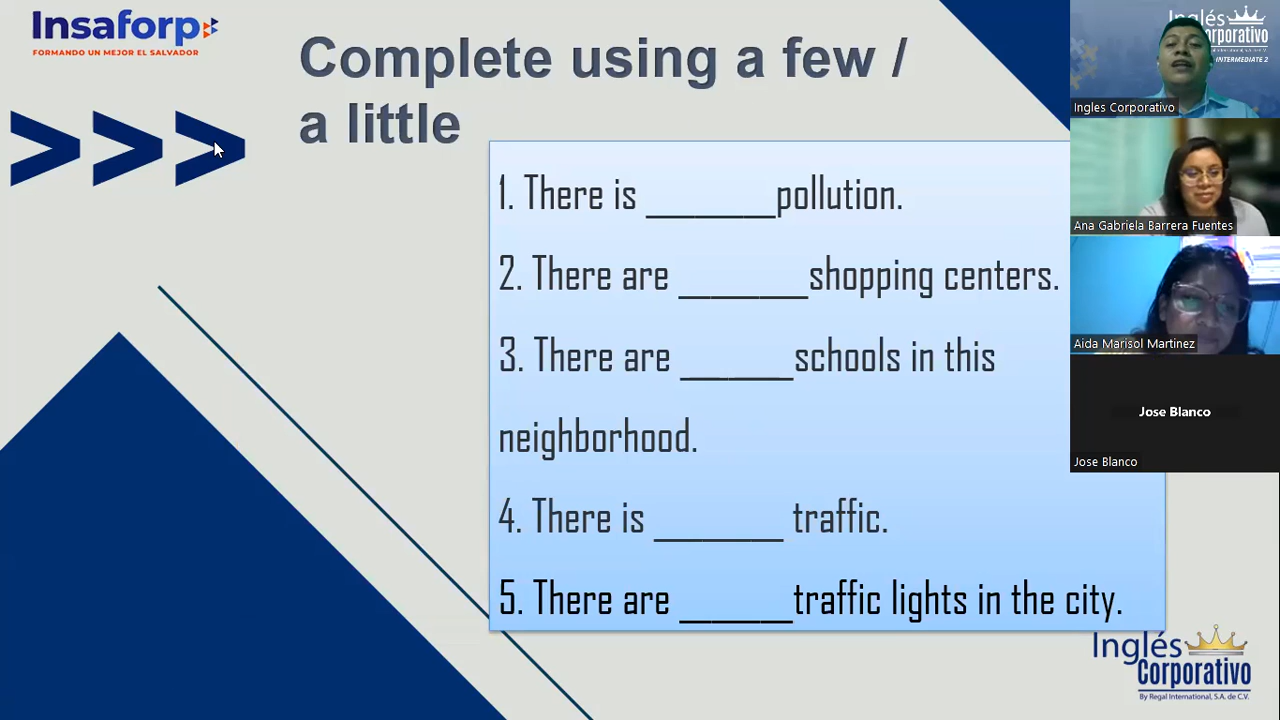 Insaforp
FORMANDO UN MEJOR EL SALVADOR
Complete using a few /
a little
1. There is ________pollution.
2. There are ________shopping centers.
3. There are _______schools in this
neighborhood.
4. There is ________ traffic.
5. There are _______traffic lights in the city.
Inglés
Corporativo
INTERMEDIATE 2
Ingles Corporativo
Ana Gabriela Barrera Fuentes
Aida Marisol Martinez
Jose Blanco
Jose Blanco
Inglés
Corporativo
By Regal International, S.A. de C.V.